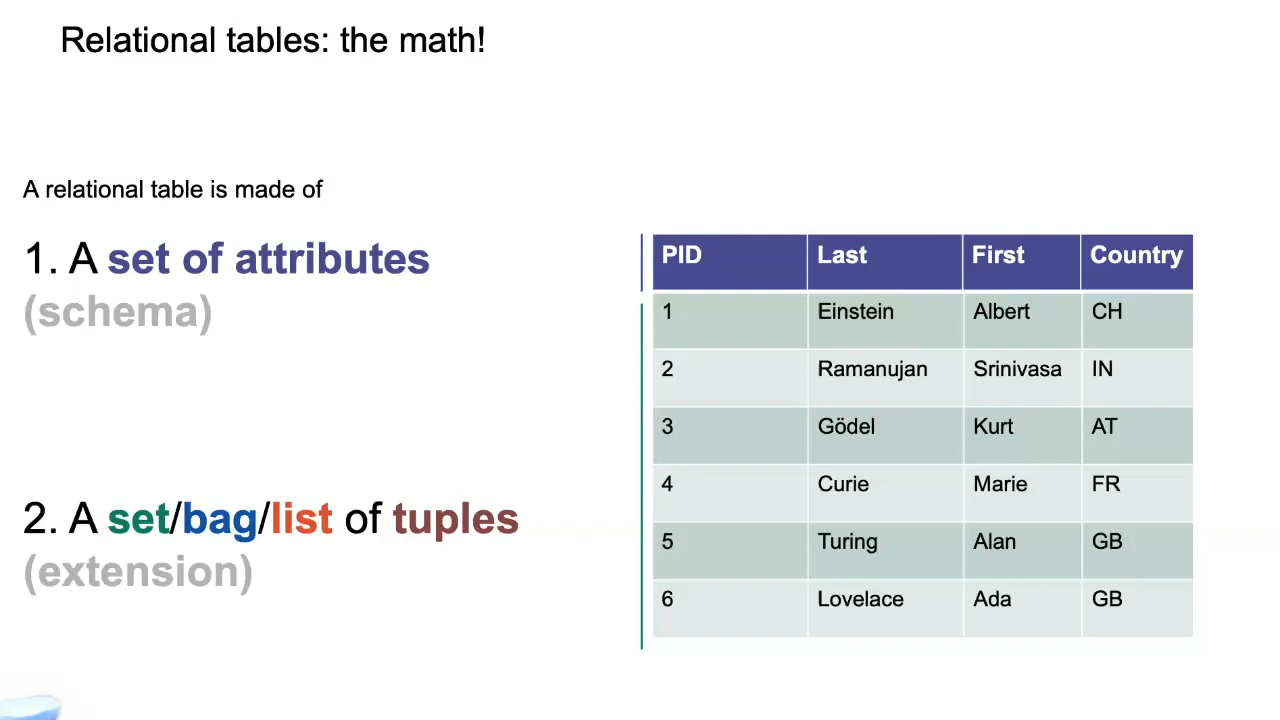 Relational tables: the math!
A relational table is made of
1. A set of attributes
(schema)
2. A set/bag/list of tuples
(extension)
PID Last First Country
1 Einstein Albert CH
2 Ramanujan Srinivasa IN
3 Gödel Kurt AT
4 Curie Marie FR
5 Turing Alan GB
6 Lovelace Ada GB